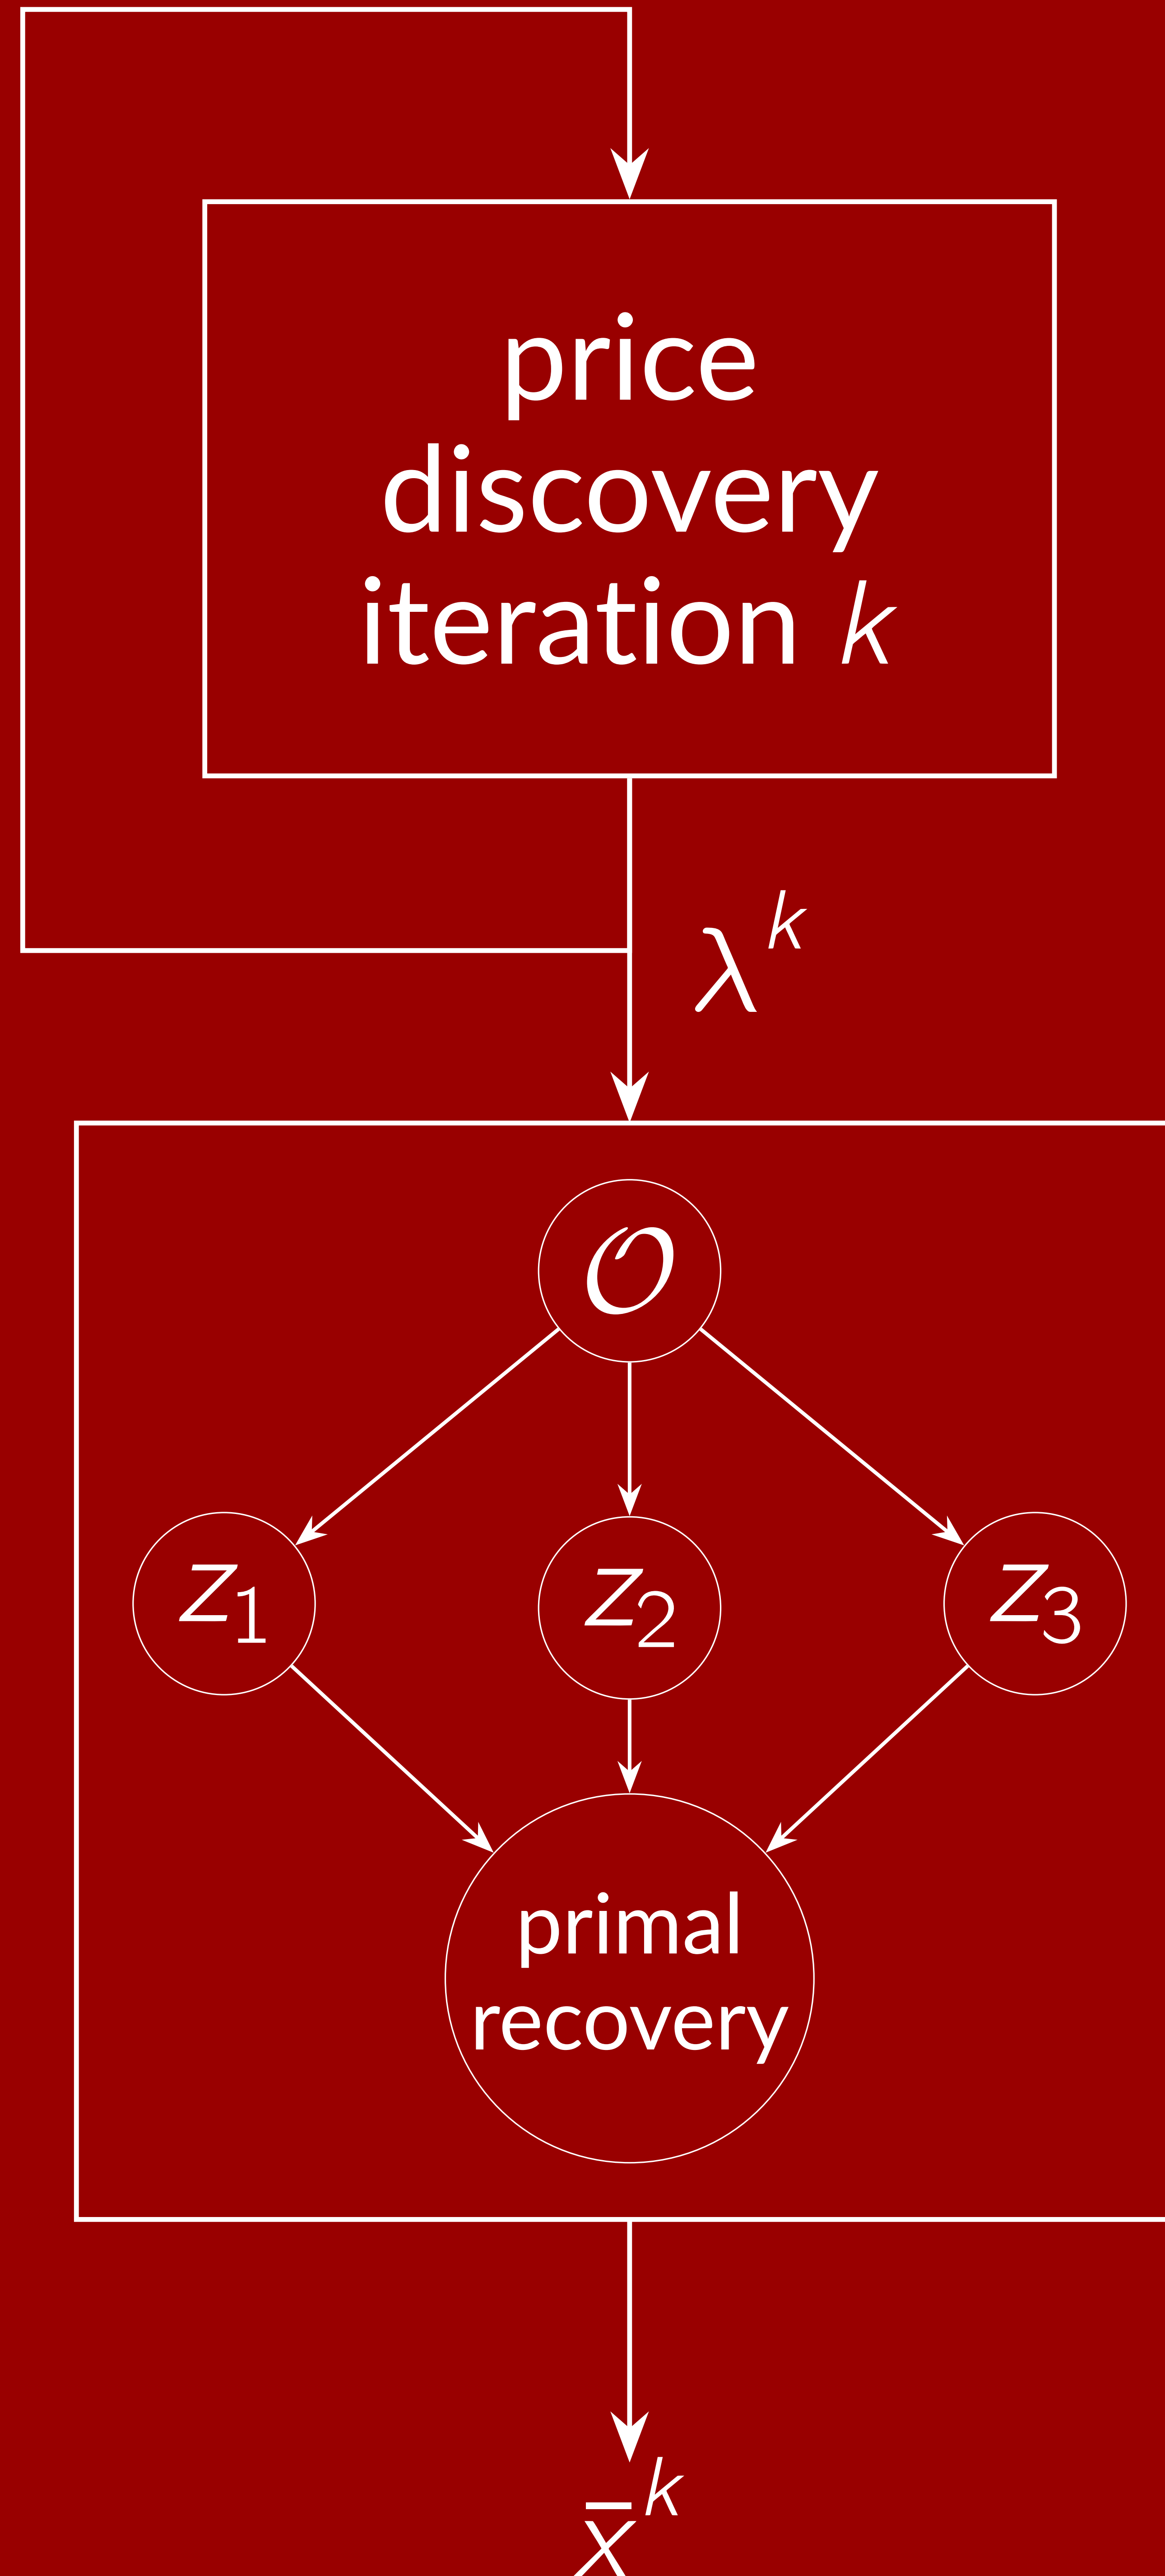 price
discovery
iteration k
λ^k
𝒪
z₁ z₂ z₃
primal
recovery
x̄^k